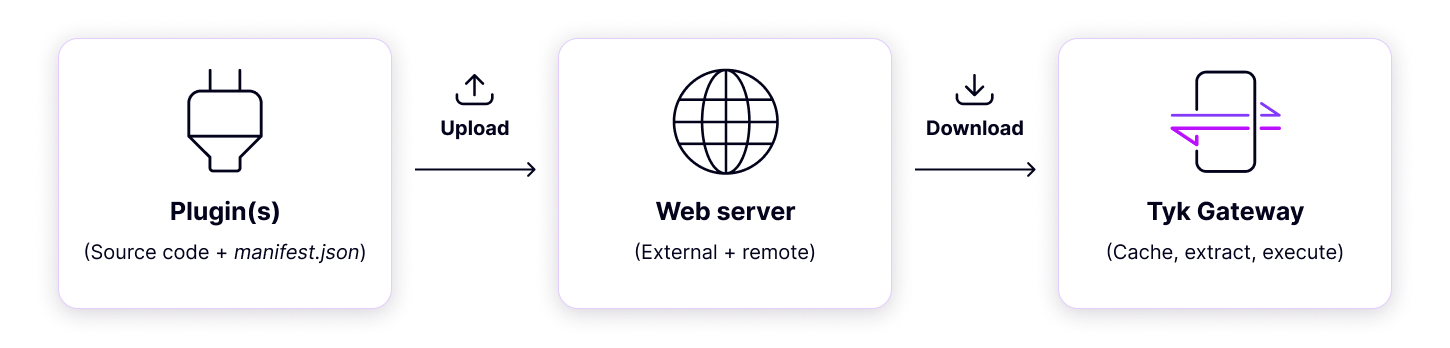 Plugin(s)
(Source code + manifest.json)
Upload
Web server
(External + remote)
Download
Tyk Gateway
(Cache, extract, execute)